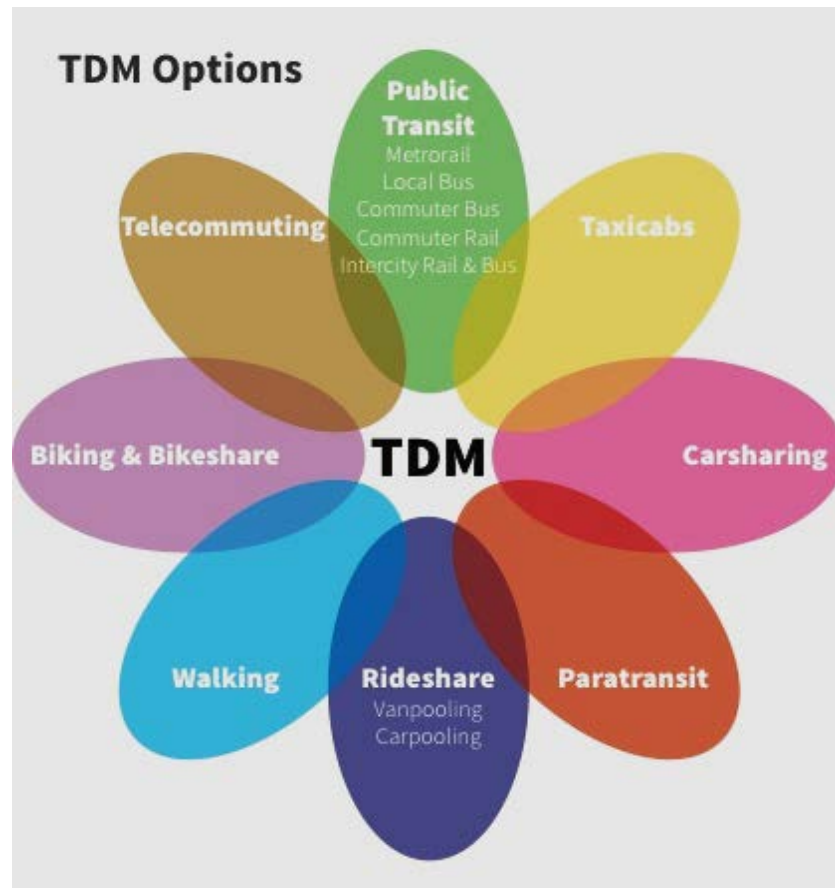 TDM Options
Public
Transit
Metrorail
Local Bus
Commuter Bus
Commuter Rail
Intercity Rail & Bus
Telecommuting
Taxicabs
Biking & Bikeshare
TDM
Carsharing
Walking
Rideshare
Vanpooling
Carpooling
Paratransit